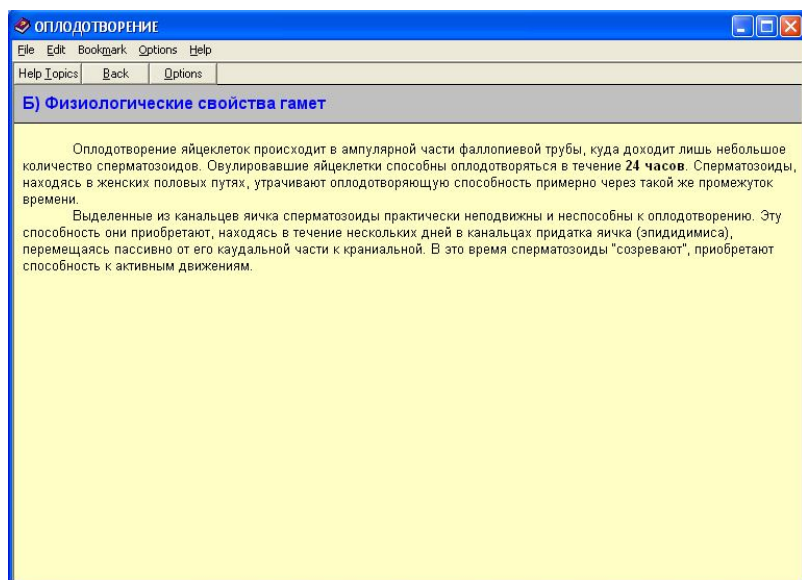 ОПЛОДОТВОРЕНИЕ
File Edit Bookmark Options Help
Help Topics Back Options
Б) Физиологические свойства гамет
Оплодотворение яйцеклеток происходит в ампулярной части фаллопиевой трубы, куда доходит лишь небольшое
количество сперматозоидов. Овулировавшие яйцеклетки способны оплодотворяться в течение 24 часов. Сперматозоиды,
находясь в женских половых путях, утрачивают оплодотворяющую способность примерно через такой же промежуток
времени.
Выделенные из канальцев яичка сперматозоиды практически неподвижны и неспособны к оплодотворению. Эту
способность они приобретают, находясь в течение нескольких дней в канальцах придатка яичка (эпидидимиса),
перемещаясь пассивно от его каудальной части к краниальной. В это время сперматозоиды "созревают", приобретают
способность к активным движениям.